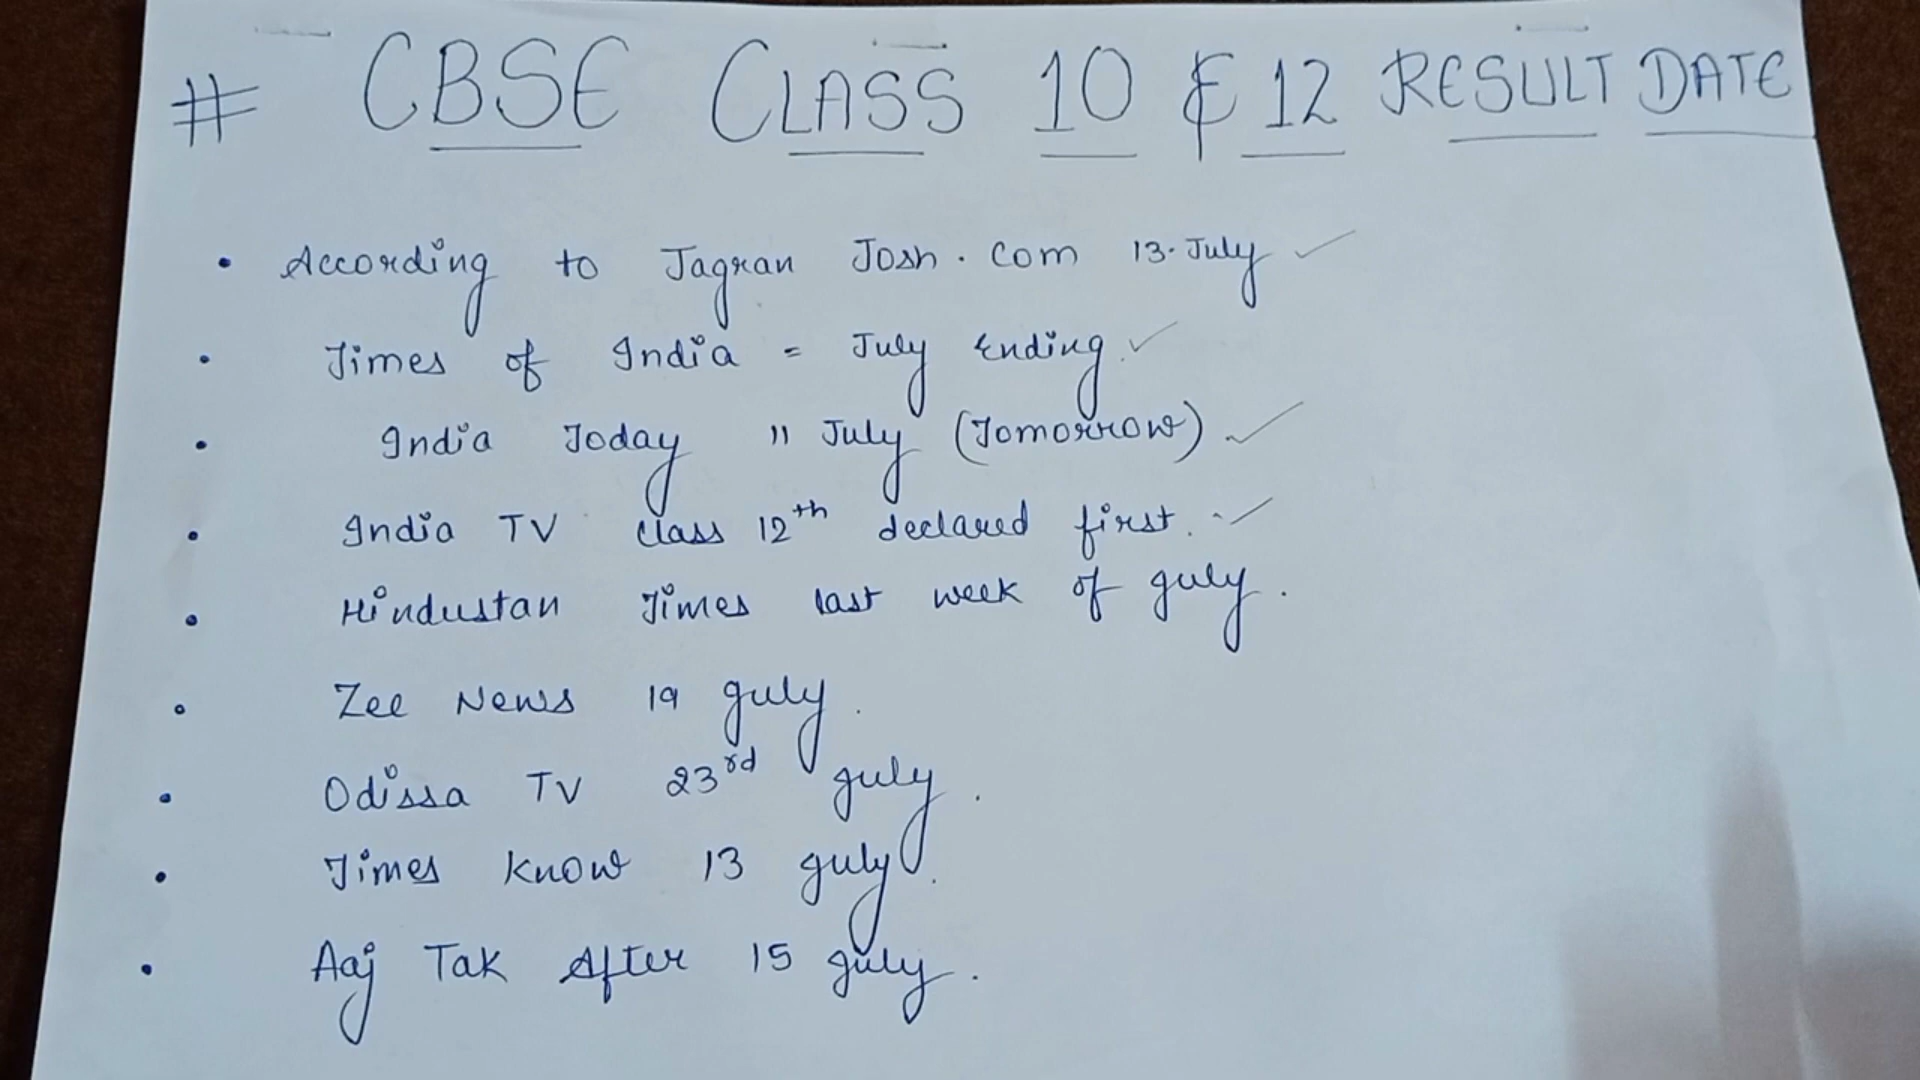 # CBSE CLASS 10 & 12 RESULT DATE
• According to Jagran Josh.com 13.July ✓
• Times of India = July Ending. ✓
• India Today " July (Tomorrow) ✓
• India TV class 12th declared first. ✓
• Hindustan Times last week of July.
• Zee News 19 July.
• Odissa TV 23rd July.
• Times Know 13 July.
• Aaj Tak After 15 July.